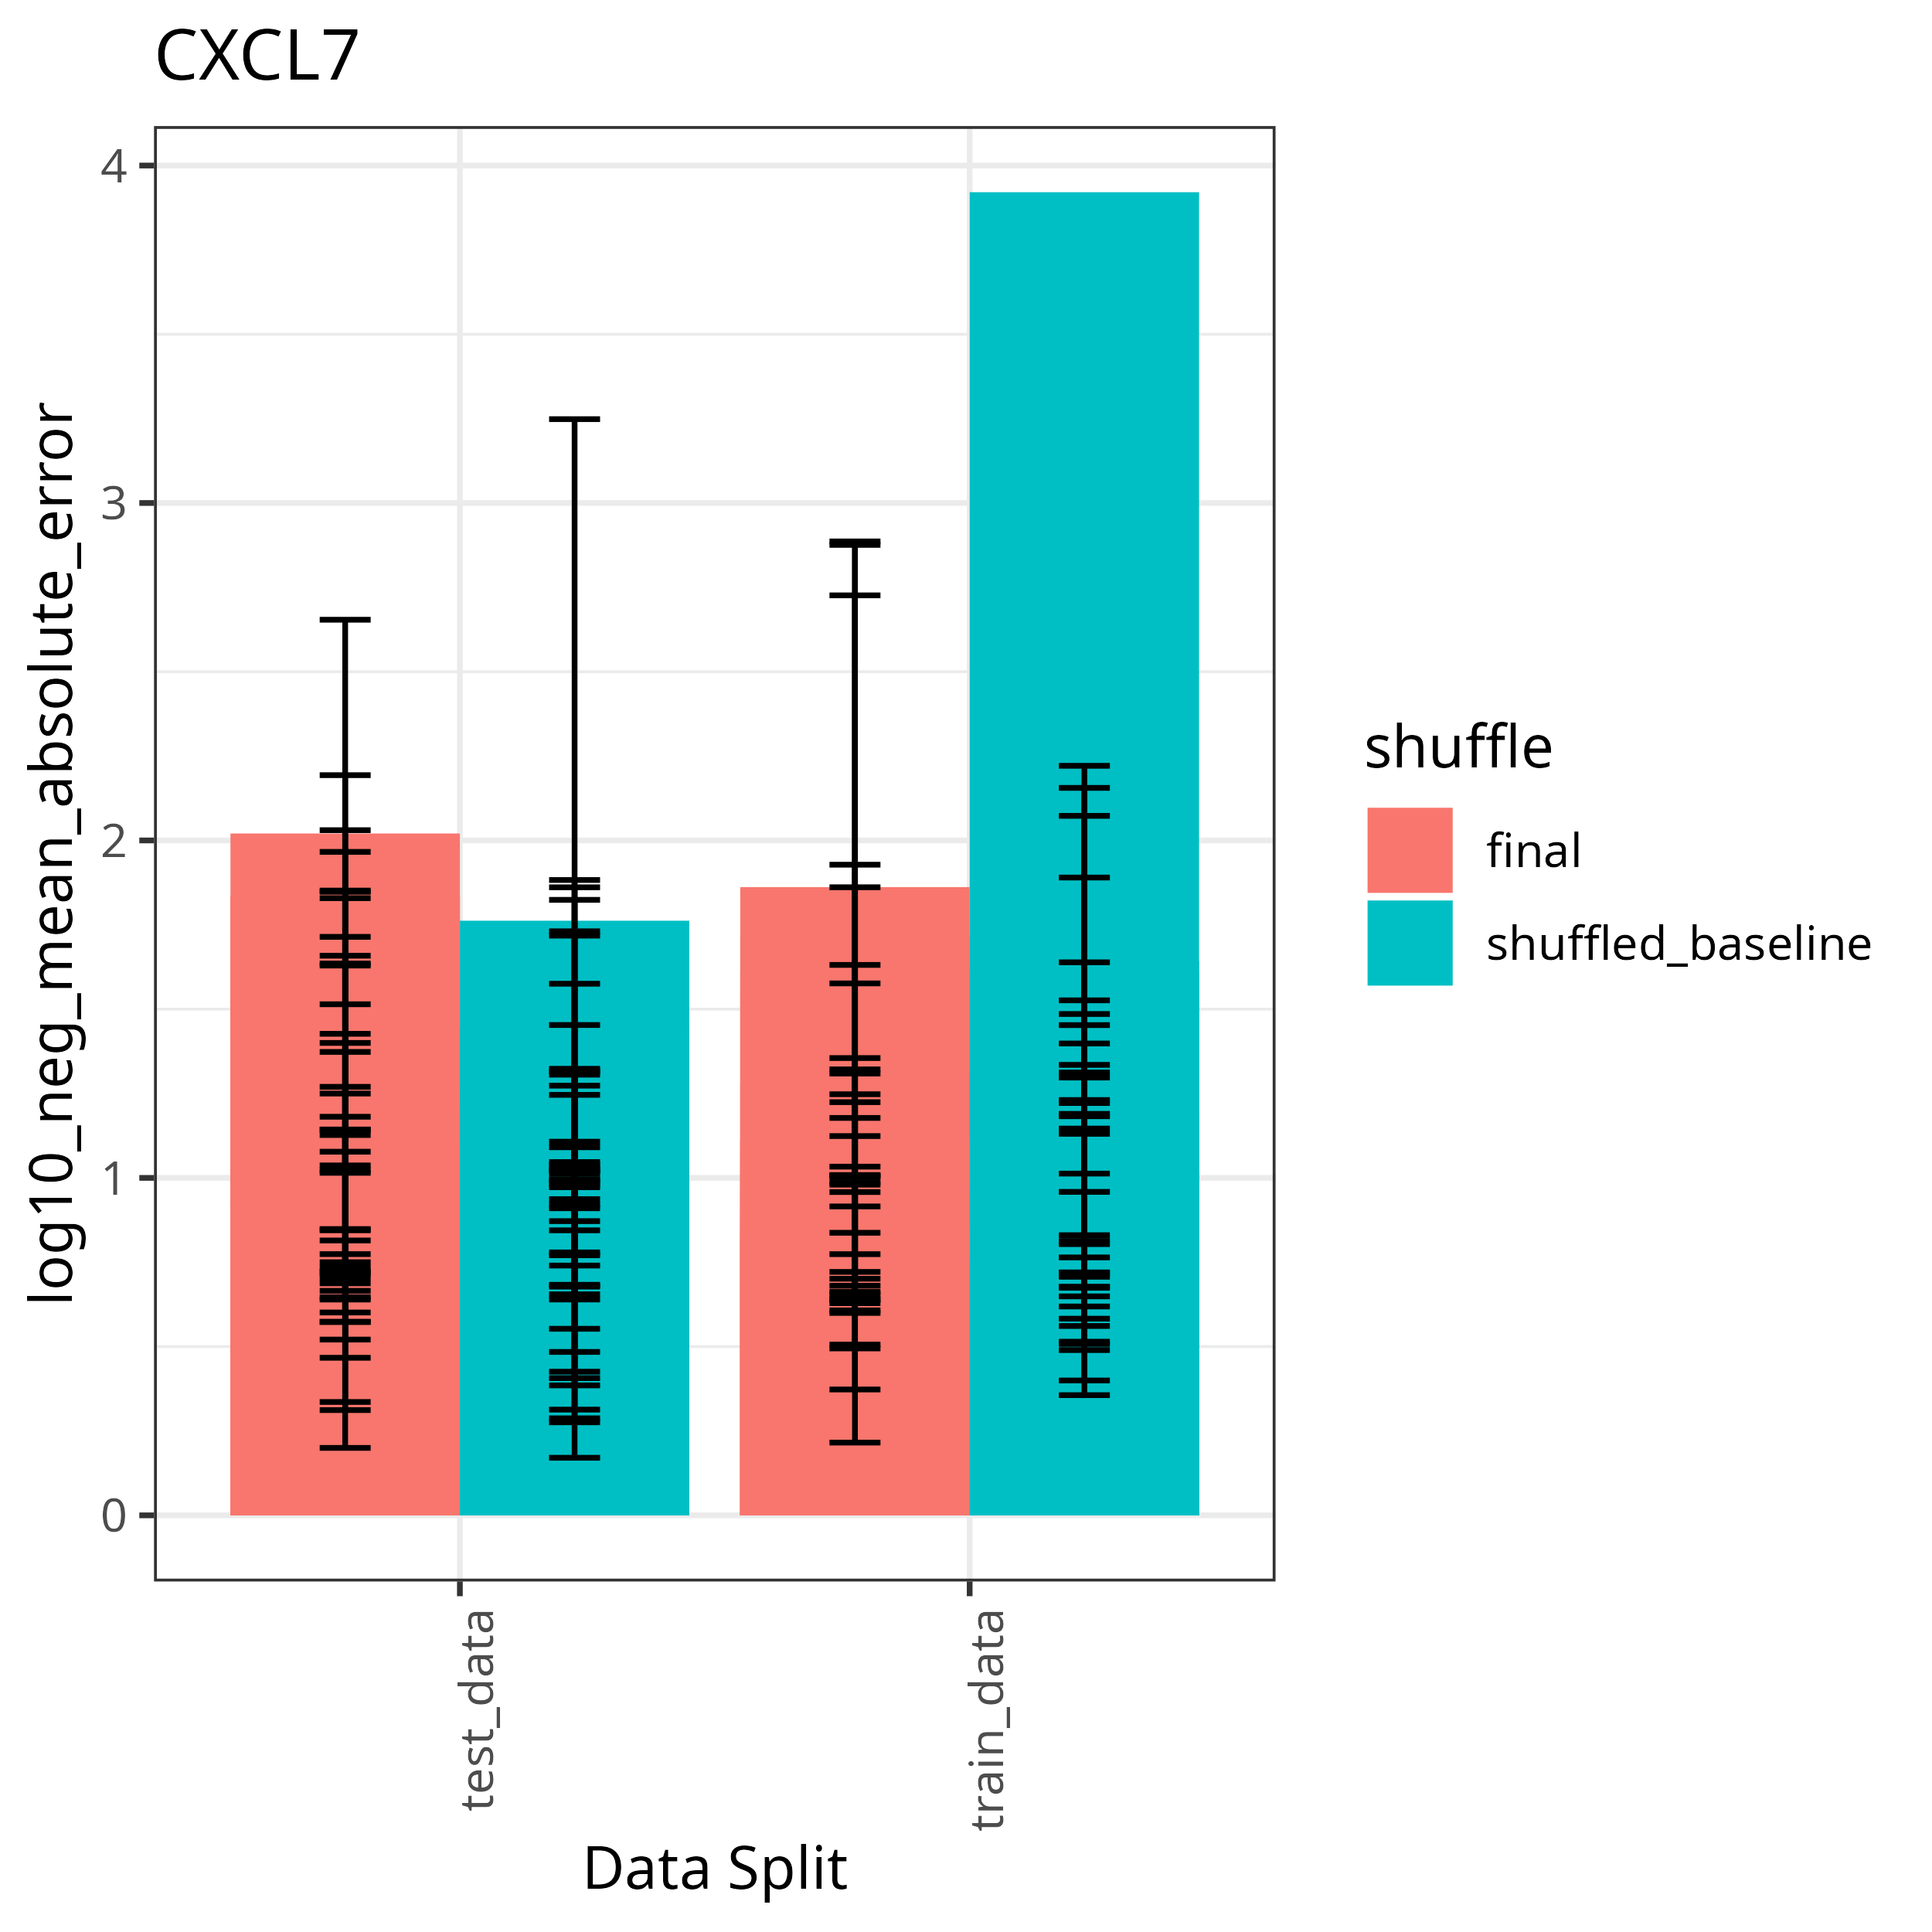 CXCL7
log10_neg_mean_absolute_error
4
3
2
1
0
test_data
train_data
Data Split
shuffle
final
shuffled_baseline